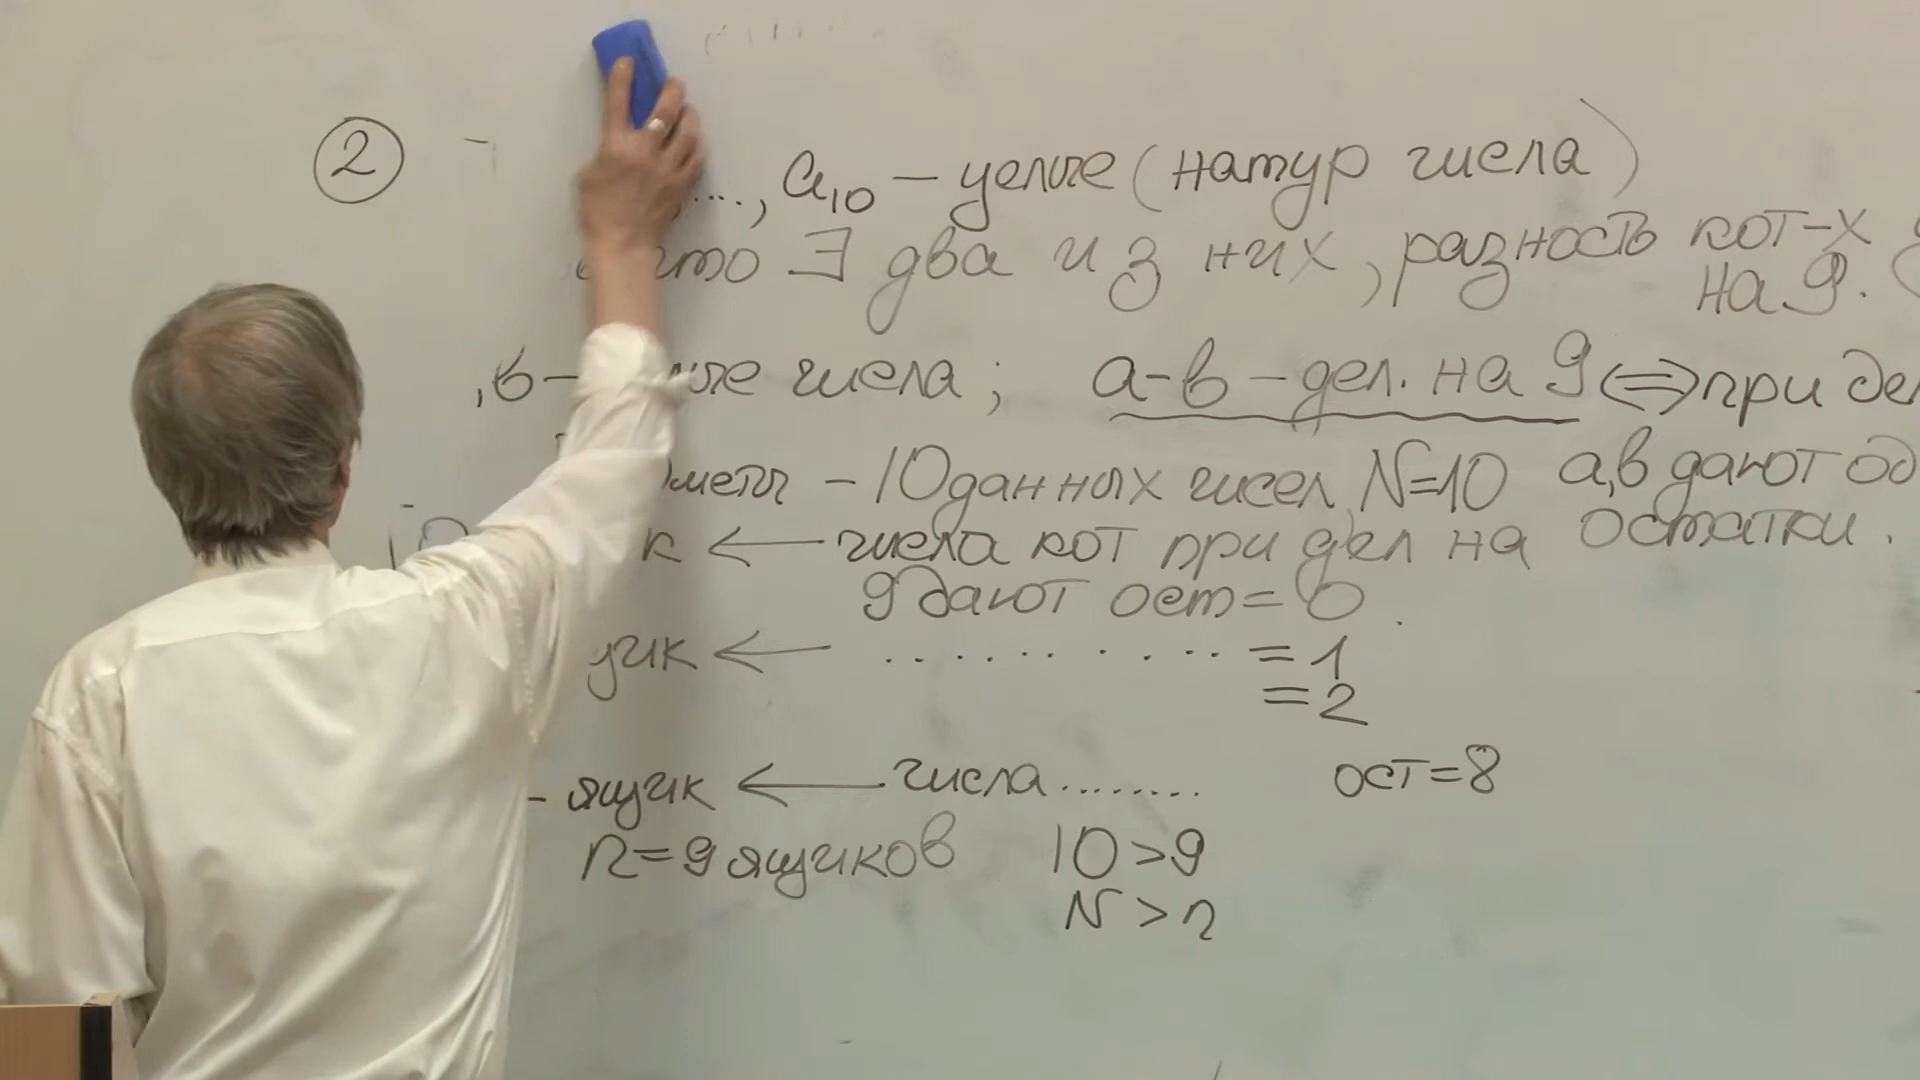 2
...., a₁₀ – целые (натур числа)
что ∃ два из них, разность кот-х
на 9.
,в – числа; а-в – дел. на 9 ⟺ при дел
– 10 данных чисел N=10 а,в дают од
к ← числа кот при дел на остатки.
9 дают ост = 0
щик ← . . . . . . . . . = 1
= 2
- ящик ← числа ........ ост=8
n=9 ящиков 10>9
N>n